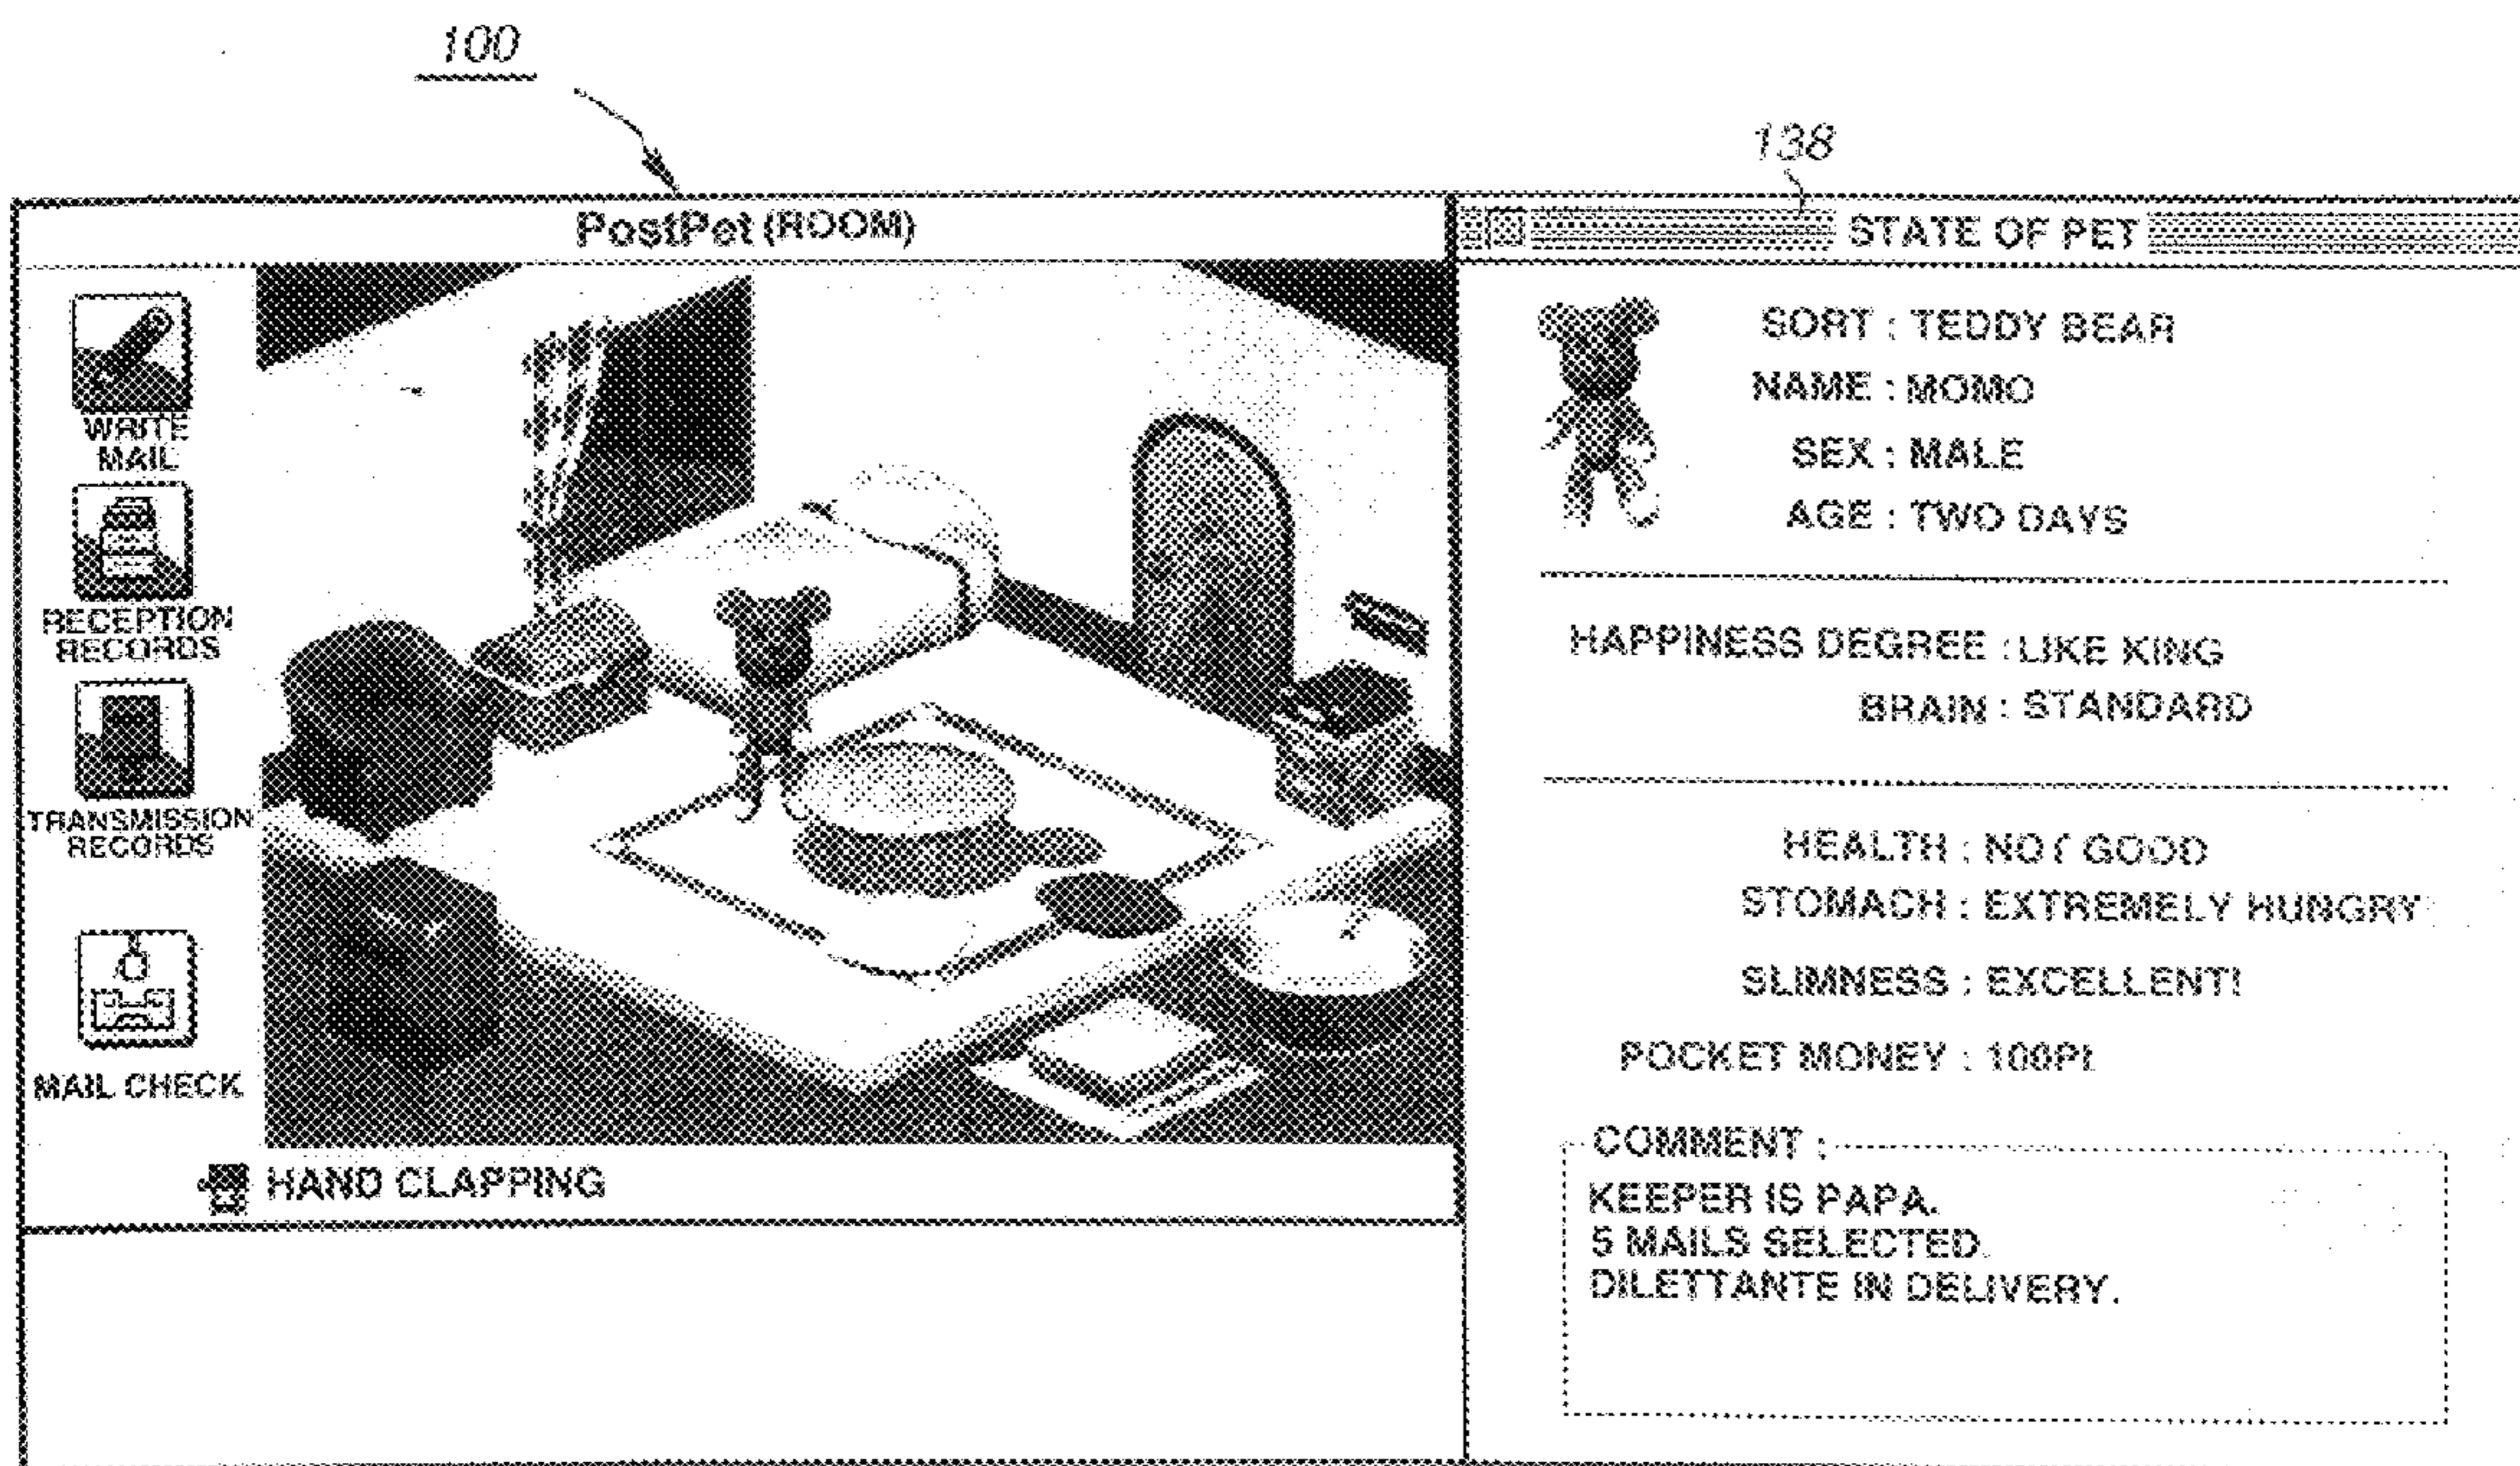 100
138
PostPet (ROOM)
WRITE
MAIL
RECEPTION
RECORDS
TRANSMISSION
RECORDS
MAIL CHECK
HAND CLAPPING
STATE OF PET
SORT : TEDDY BEAR
NAME : MOMO
SEX : MALE
AGE : TWO DAYS
HAPPINESS DEGREE : LIKE KING
BRAIN : STANDARD
HEALTH : NOT GOOD
STOMACH : EXTREMELY HUNGRY
SLIMNESS : EXCELLENT!
POCKET MONEY :
COMMENT :
KEEPER IS PAPA.
5 MAILS SELECTED.
DILETTANTE IN DELIVERY.